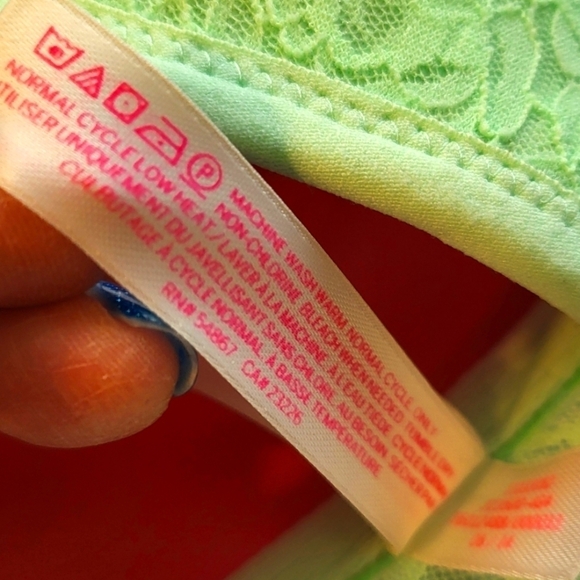 MACHINE WASH WARM, NORMAL CYCLE. ONLY
NON-CHLORINE BLEACH WHEN NEEDED. TUMBLE DRY
NORMAL CYCLE LOW HEAT/ LAVER À LA MACHINE, À L'EAU TIÈDE, CYCLE NORMAL
UTILISER UNIQUEMENT DU JAVELLISANT SANS CHLORE, AU BESOIN. SÉCHER PAR
CULBUTAGE À CYCLE NORMAL, À BASSE TEMPÉRATURE.
RN# 54867 CA# 23226